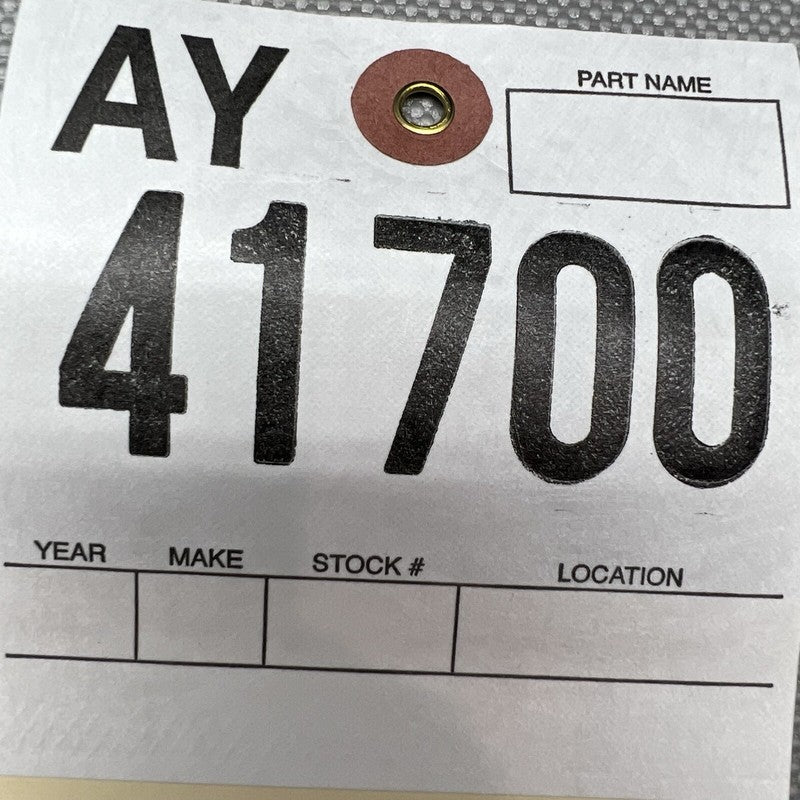 AY
PART NAME
41700
YEAR MAKE STOCK # LOCATION